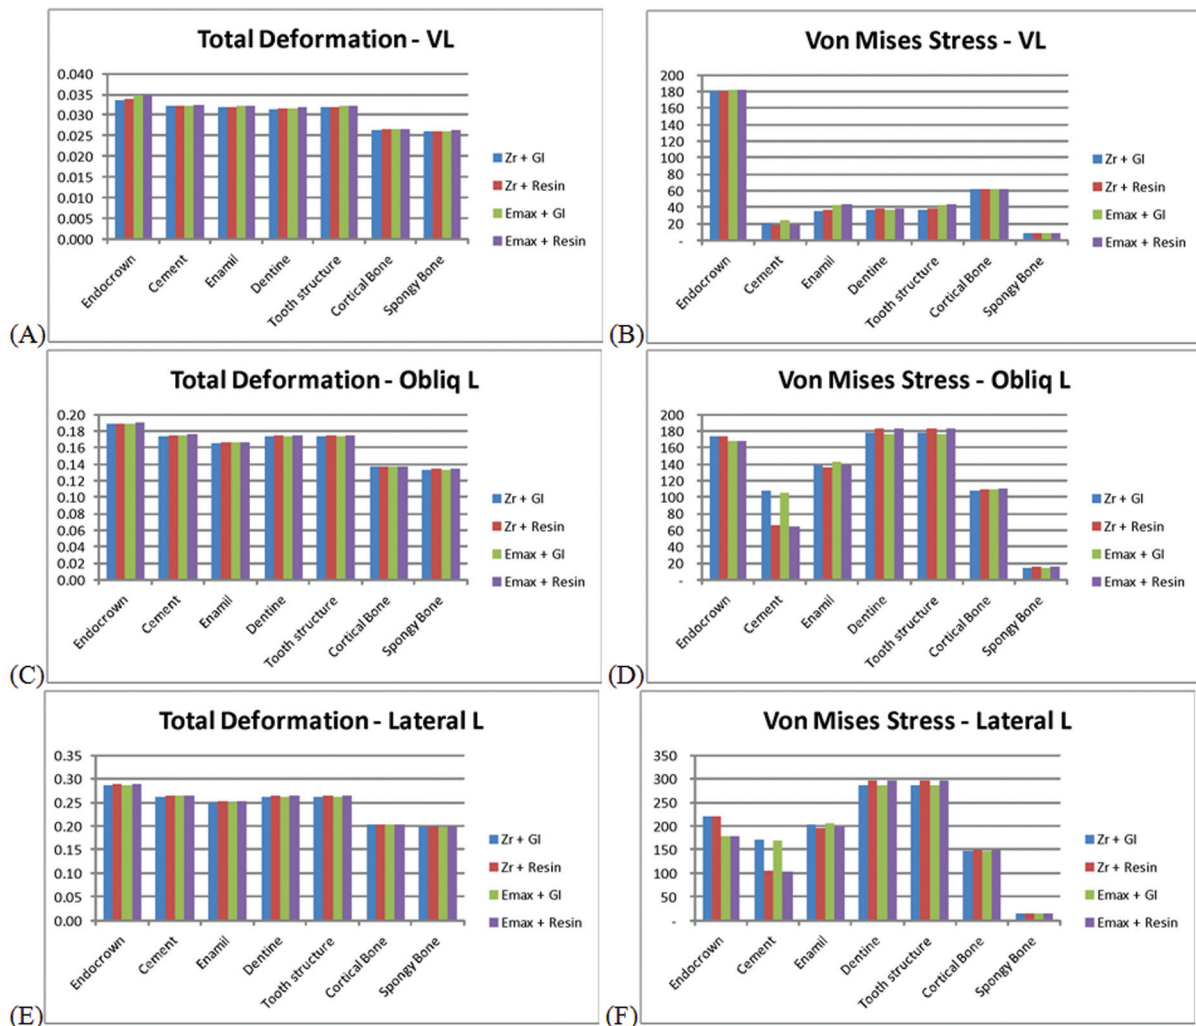 Total Deformation - VL
0.040
0.035
0.030
0.025
0.020
0.015
0.010
0.005
0.000
Endocrown
Cement
Enamil
Dentine
Tooth structure
Cortical Bone
Spongy Bone
Zr + GI
Zr + Resin
Emax + GI
Emax + Resin
(A)
Von Mises Stress - VL
200
180
160
140
120
100
80
60
40
20
-
Endocrown
Cement
Enamil
Dentine
Tooth structure
Cortical Bone
Spongy Bone
Zr + GI
Zr + Resin
Emax + GI
Emax + Resin
(B)
Total Deformation - Obliq L
0.20
0.18
0.16
0.14
0.12
0.10
0.08
0.06
0.04
0.02
0.00
Endocrown
Cement
Enamil
Dentine
Tooth structure
Cortical Bone
Spongy Bone
Zr + GI
Zr + Resin
Emax + GI
Emax + Resin
(C)
Von Mises Stress - Obliq L
200
180
160
140
120
100
80
60
40
20
-
Endocrown
Cement
Enamil
Dentine
Tooth structure
Cortical Bone
Spongy Bone
Zr + GI
Zr + Resin
Emax + GI
Emax + Resin
(D)
Total Deformation - Lateral L
0.35
0.30
0.25
0.20
0.15
0.10
0.05
0.00
Endocrown
Cement
Enamil
Dentine
Tooth structure
Cortical Bone
Spongy Bone
Zr + GI
Zr + Resin
Emax + GI
Emax + Resin
(E)
Von Mises Stress - Lateral L
350
300
250
200
150
100
50
-
Endocrown
Cement
Enamil
Dentine
Tooth structure
Cortical Bone
Spongy Bone
Zr + GI
Zr + Resin
Emax + GI
Emax + Resin
(F)